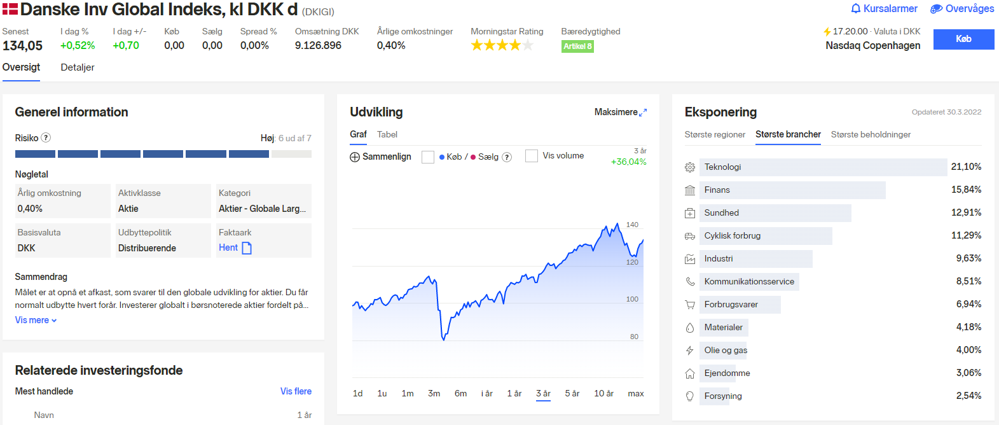 Danske Inv Global Indeks, kl DKK d (DKIGI)
Kursalarmer Overvåges
Senest I dag % I dag +/- Køb Sælg Spread % Omsætning DKK Årlige omkostninger Morningstar Rating Bæredygtighed
134,05 +0,52% +0,70 0,00 0,00 0,00% 9.126.896 0,40% Artikel 8
17.20.00 · Valuta i DKK
Nasdaq Copenhagen
Køb
Oversigt Detaljer
Generel information
Risiko ? Høj: 6 ud af 7
Nøgletal
Årlig omkostning Aktivklasse Kategori
0,40% Aktie Aktier - Globale Larg...
Basisvaluta Udbyttepolitik Faktaark
DKK Distribuerende Hent
Sammendrag
Målet er at opnå et afkast, som svarer til den globale udvikling for aktier. Du får
normalt udbytte hvert forår. Investerer globalt i børsnoterede aktier fordelt på...
Vis mere
Relaterede investeringsfonde
Mest handlede Vis flere
Navn 1 år
Udvikling Maksimere
Graf Tabel
Sammenlign Køb / Sælg ? Vis volume
3 år
+36,04%
140
120
100
80
1d 1u 1m 3m 6m i år 1 år 3 år 5 år 10 år max
Eksponering Opdateret 30.3.2022
Største regioner Største brancher Største beholdninger
Teknologi 21,10%
Finans 15,84%
Sundhed 12,91%
Cyklisk forbrug 11,29%
Industri 9,63%
Kommunikationsservice 8,51%
Forbrugsvarer 6,94%
Materialer 4,18%
Olie og gas 4,00%
Ejendomme 3,06%
Forsyning 2,54%